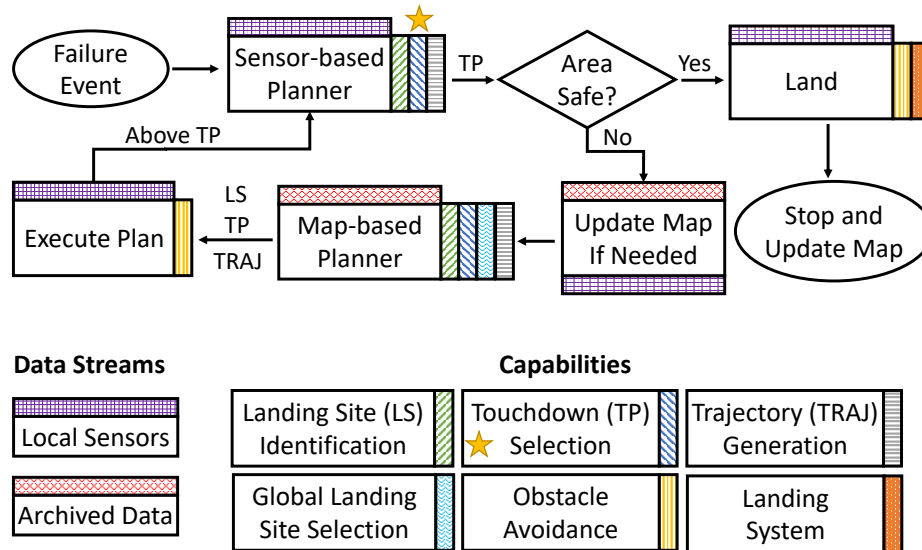 Failure
Event
Sensor-based
Planner
TP
Area
Safe?
Yes
Land
Above TP
No
Execute Plan
LS
TP
TRAJ
Map-based
Planner
Update Map
If Needed
Stop and
Update Map
Data Streams
Capabilities
Local Sensors
Archived Data
Landing Site (LS)
Identification
Touchdown (TP)
Selection
Trajectory (TRAJ)
Generation
Global Landing
Site Selection
Obstacle
Avoidance
Landing
System